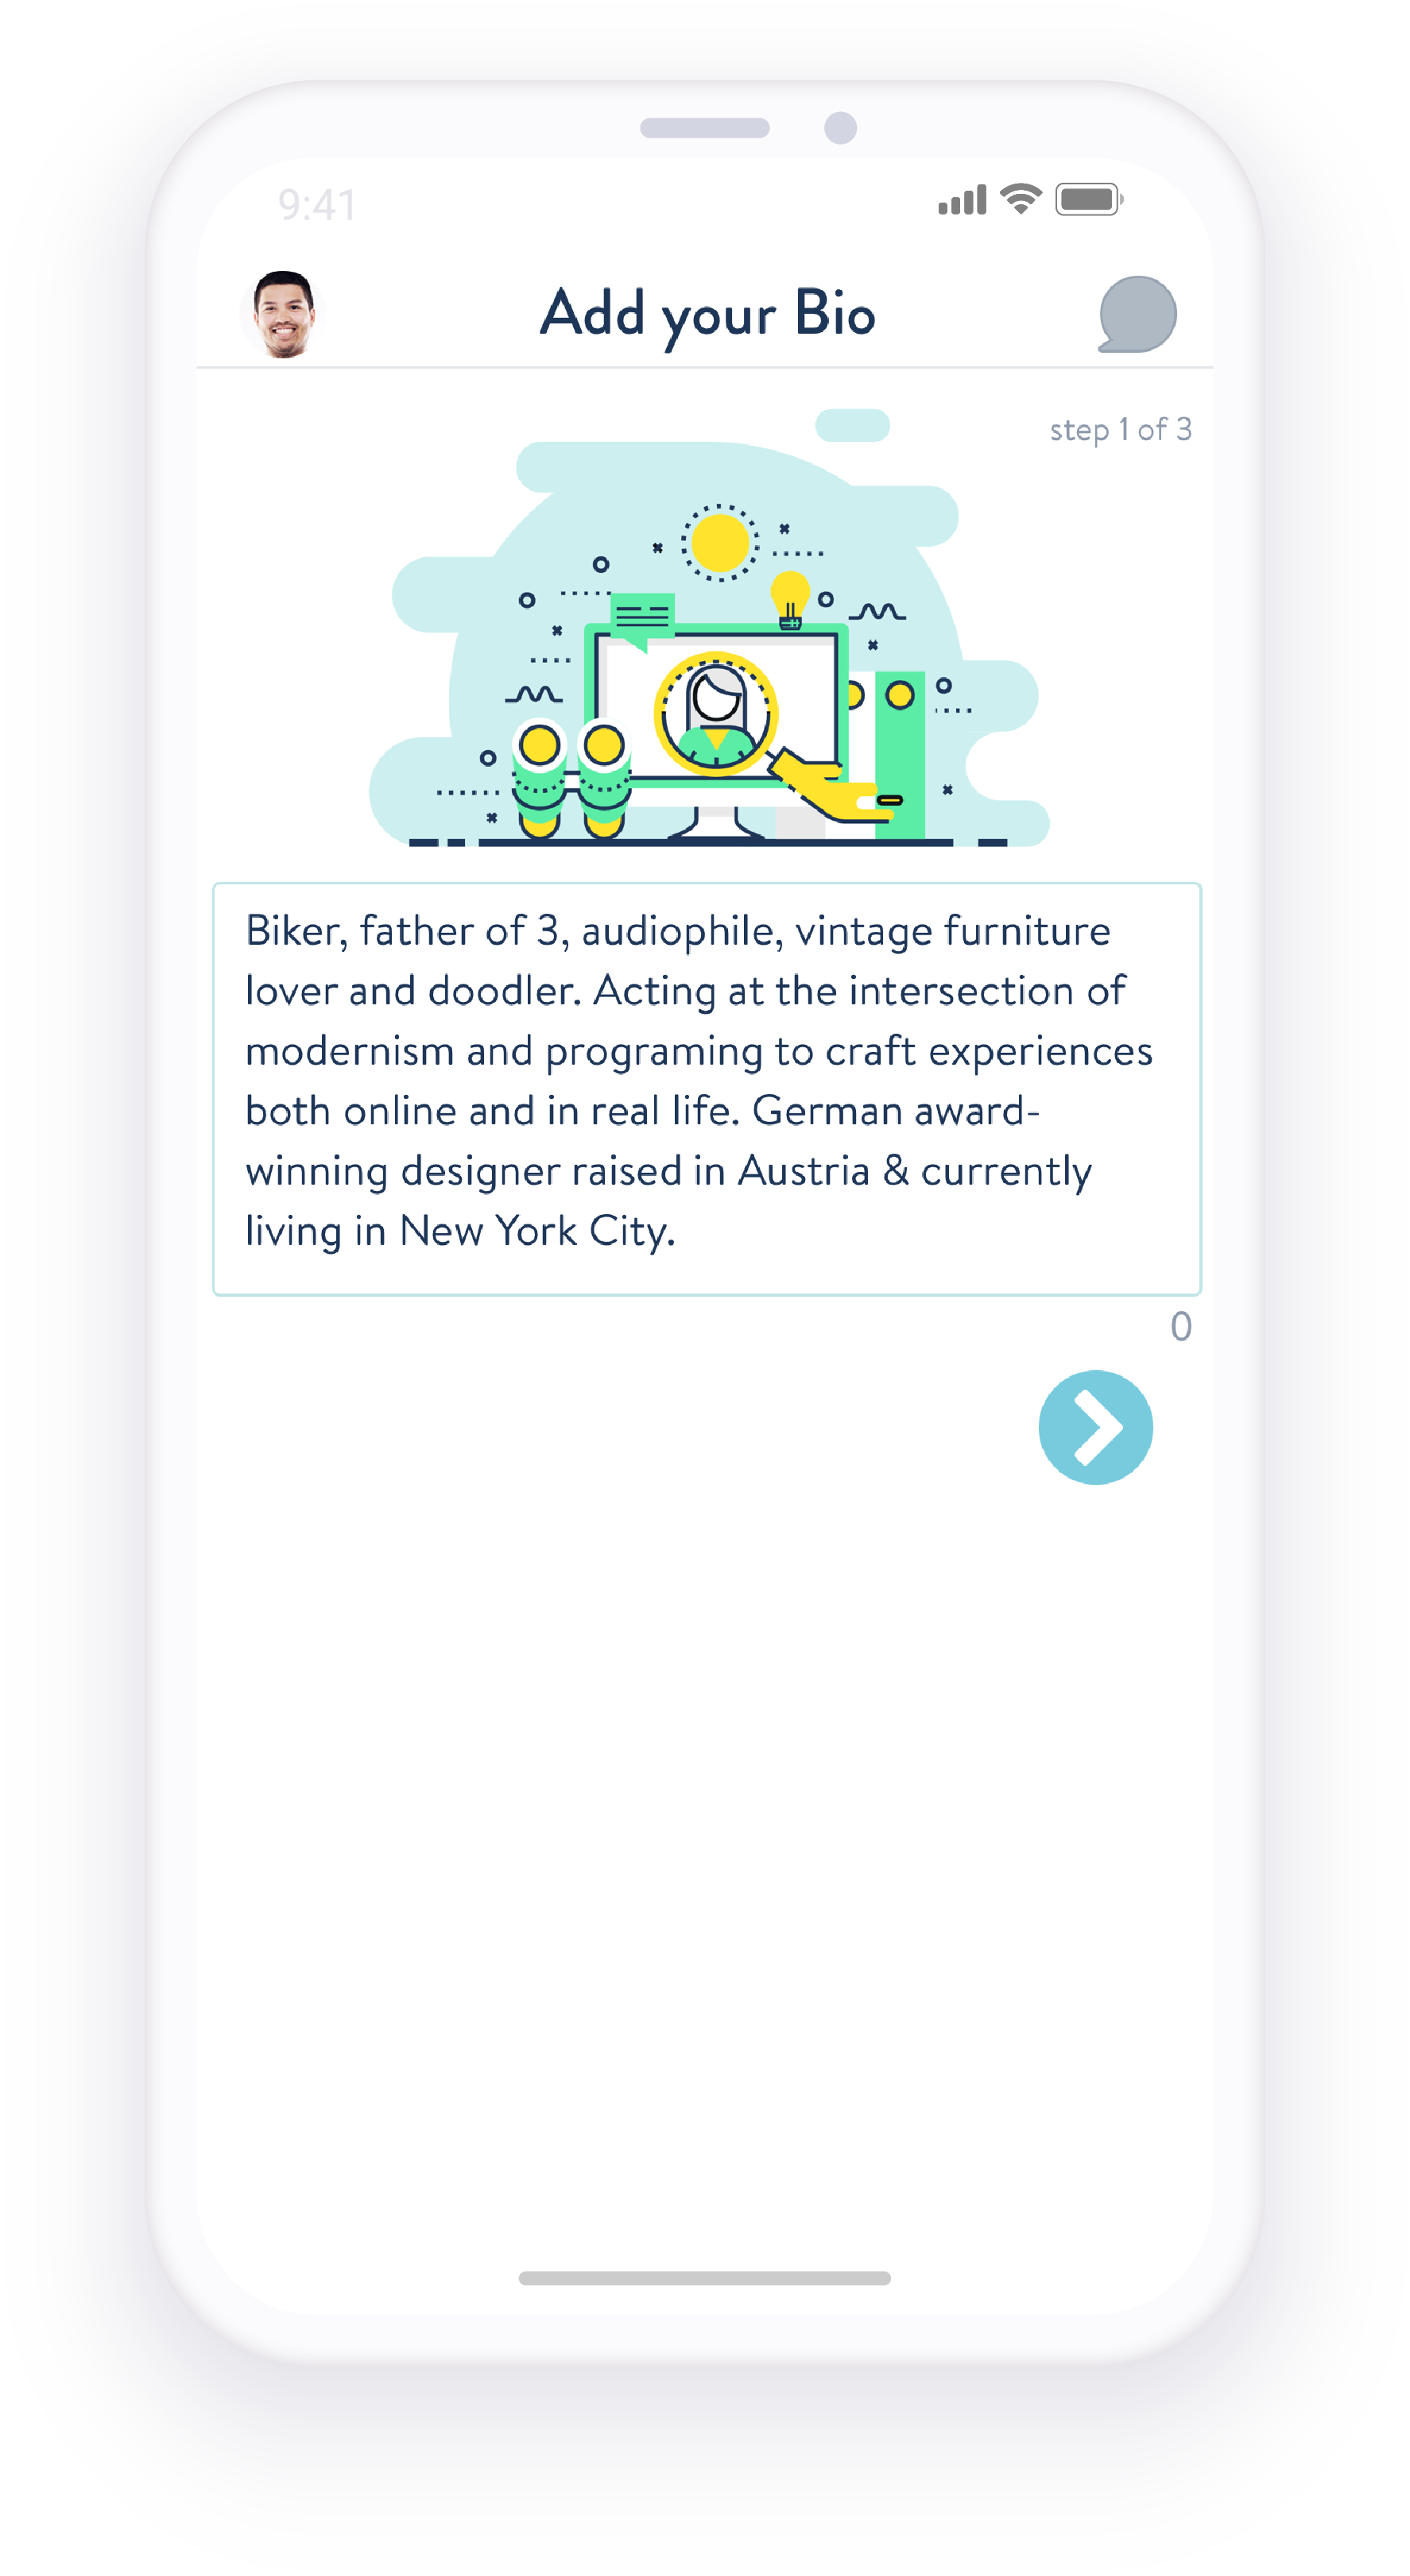 9:41
Add your Bio
step 1 of 3
Biker, father of 3, audiophile, vintage furniture
lover and doodler. Acting at the intersection of
modernism and programing to craft experiences
both online and in real life. German award-
winning designer raised in Austria & currently
living in New York City.
0